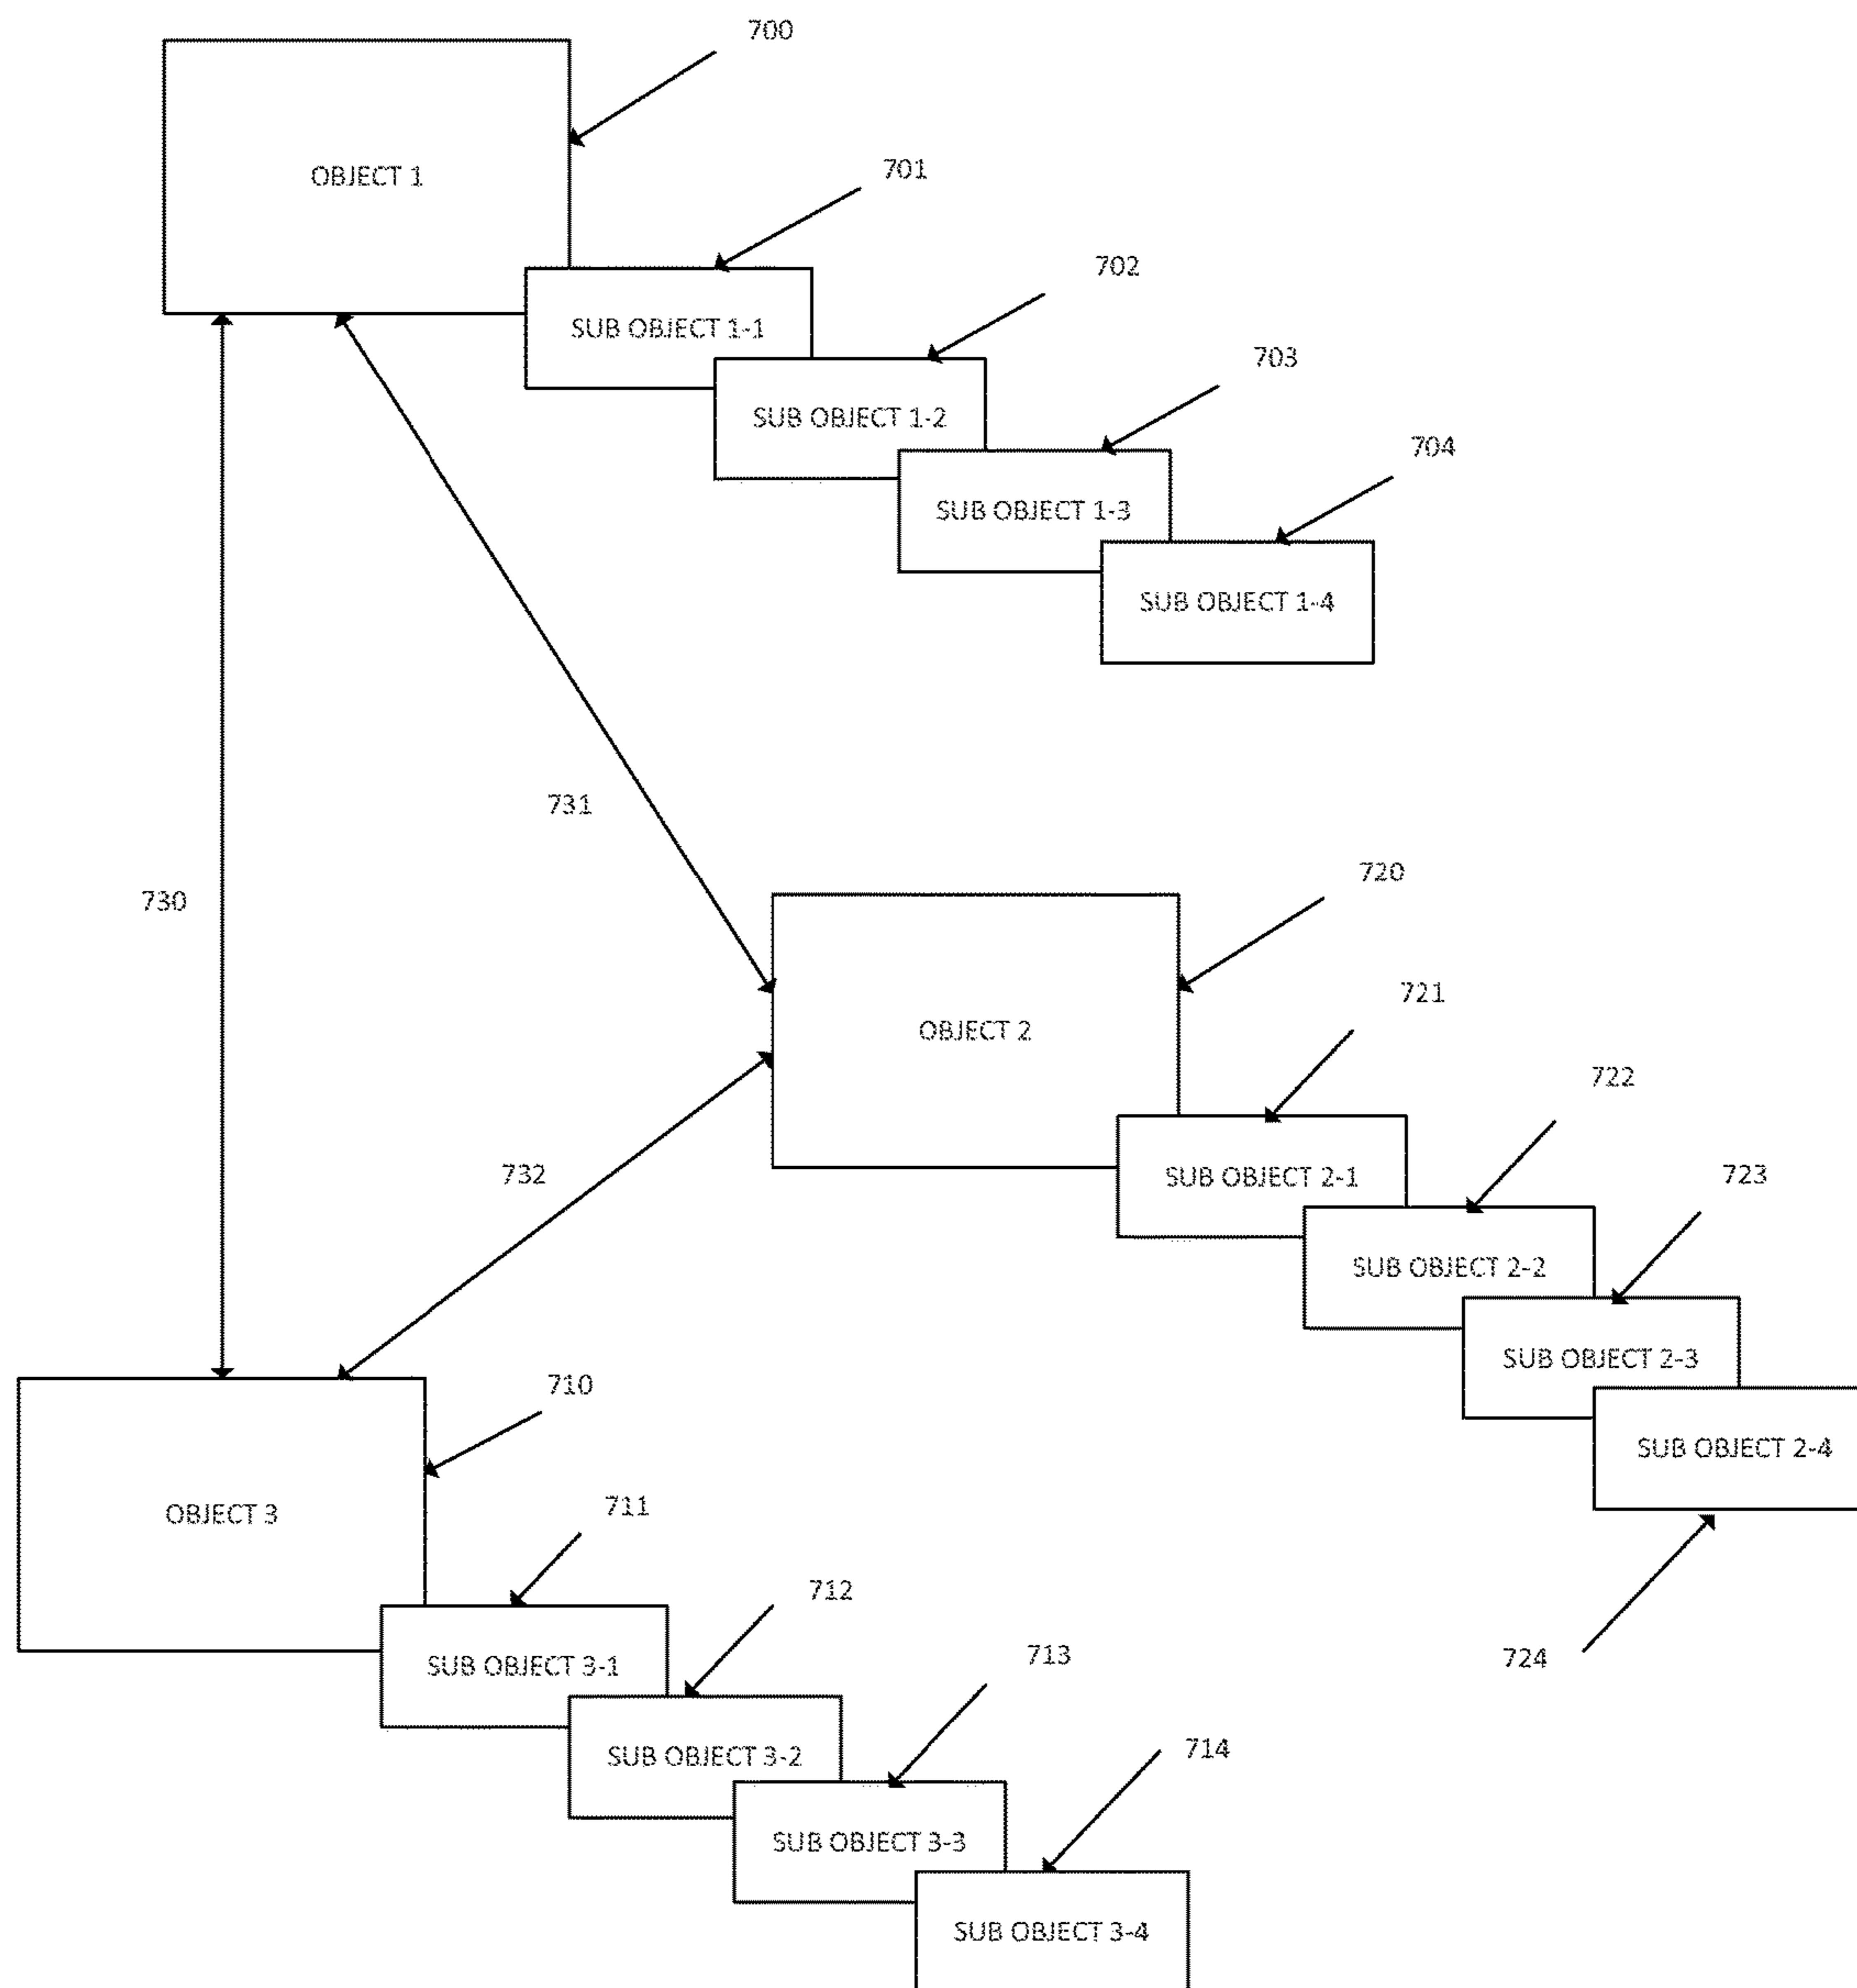 700
OBJECT 1
701
702
SUB OBJECT 1-1
703
SUB OBJECT 1-2
704
SUB OBJECT 1-3
SUB OBJECT 1-4
731
720
730
721
OBJECT 2
722
732
723
SUB OBJECT 2-1
SUB OBJECT 2-2
SUB OBJECT 2-3
710
SUB OBJECT 2-4
711
OBJECT 3
712
713
724
SUB OBJECT 3-1
714
SUB OBJECT 3-2
SUB OBJECT 3-3
SUB OBJECT 3-4